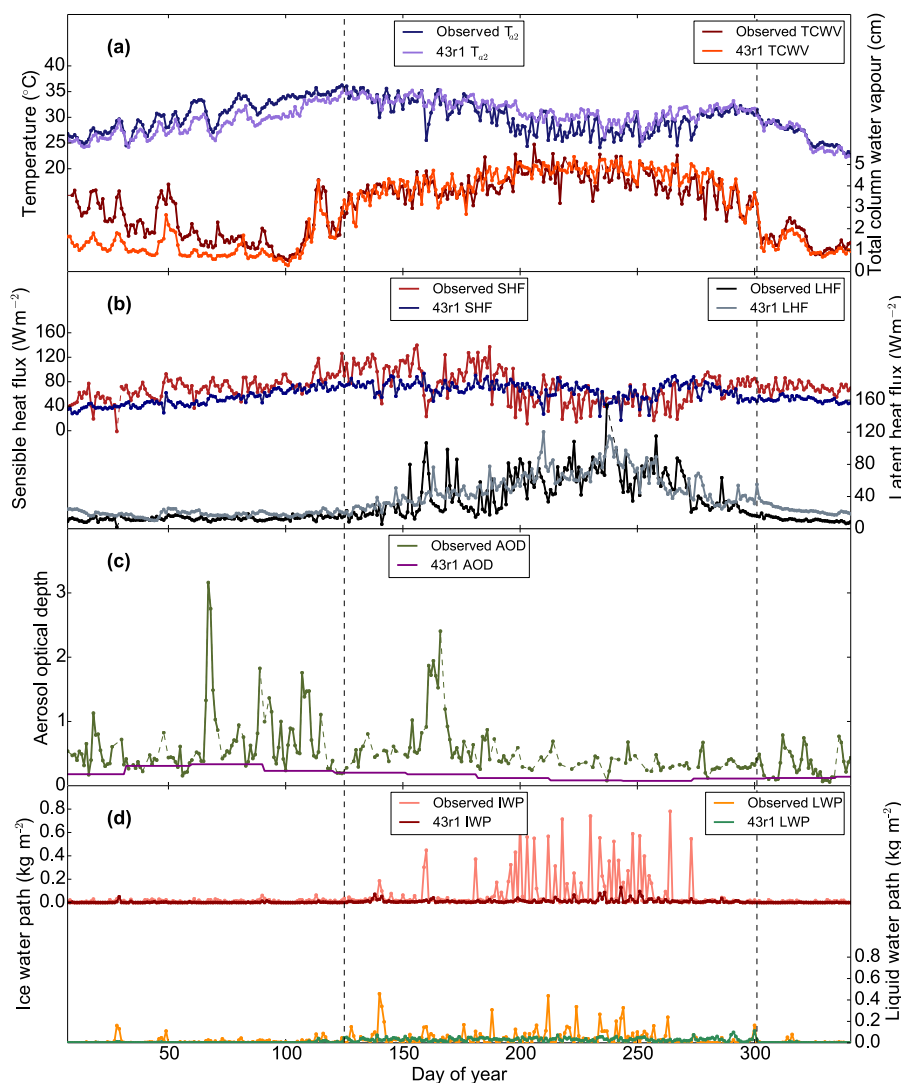 (a)
Observed T_{a2}
43r1 T_{a2}
Observed TCWV
43r1 TCWV
Temperature (°C)
40
35
30
25
20
Total column water vapour (cm)
5
4
3
2
1
0
(b)
Observed SHF
43r1 SHF
Observed LHF
43r1 LHF
Sensible heat flux (Wm⁻²)
160
120
80
40
0
Latent heat flux (Wm⁻²)
160
120
80
40
0
(c)
Observed AOD
43r1 AOD
Aerosol optical depth
3
2
1
0
(d)
Observed IWP
43r1 IWP
Observed LWP
43r1 LWP
Ice water path (kg m⁻²)
0.8
0.6
0.4
0.2
0.0
Liquid water path (kg m⁻²)
0.8
0.6
0.4
0.2
0.0
50
100
150
200
250
300
Day of year